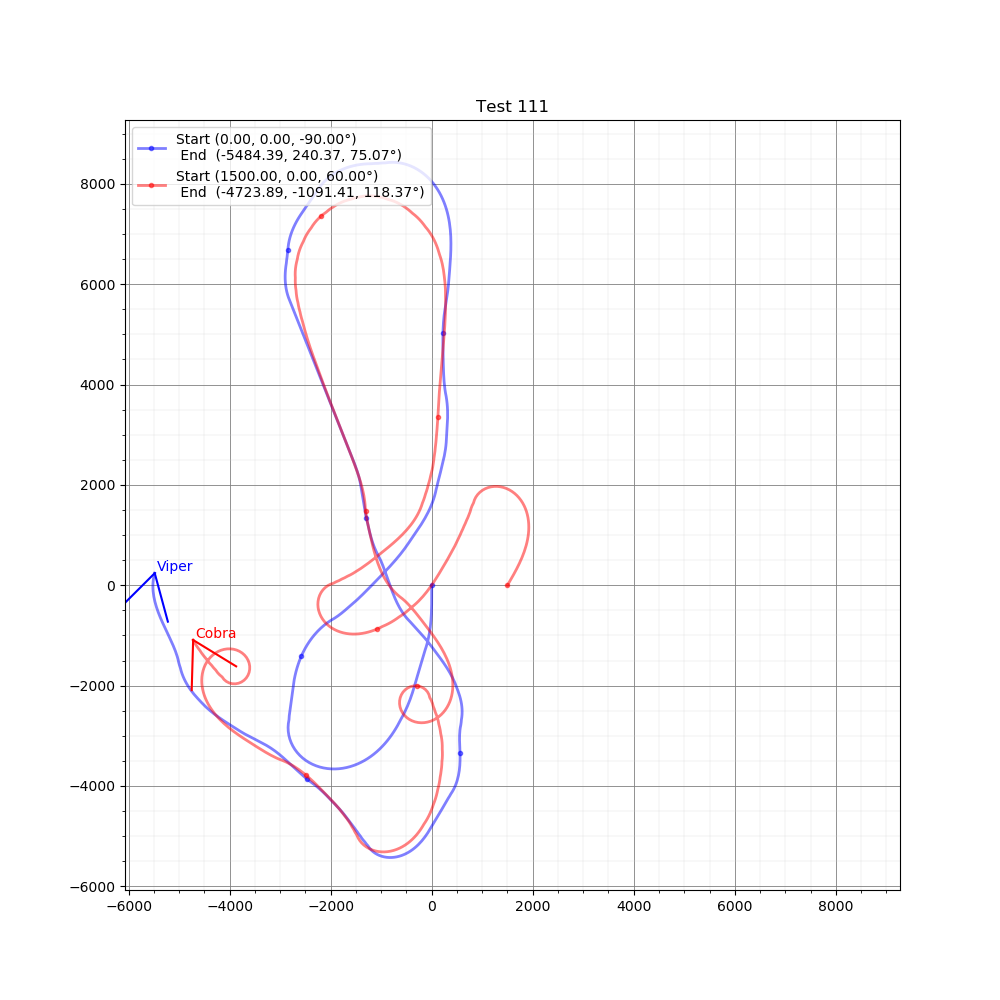 Test 111
Start (0.00, 0.00, -90.00°)
End (-5484.39, 240.37, 75.07°)
Start (1500.00, 0.00, 60.00°)
End (-4723.89, -1091.41, 118.37°)
8000
6000
4000
2000
0
−2000
−4000
−6000
Viper
Cobra
−6000 −4000 −2000 0 2000 4000 6000 8000